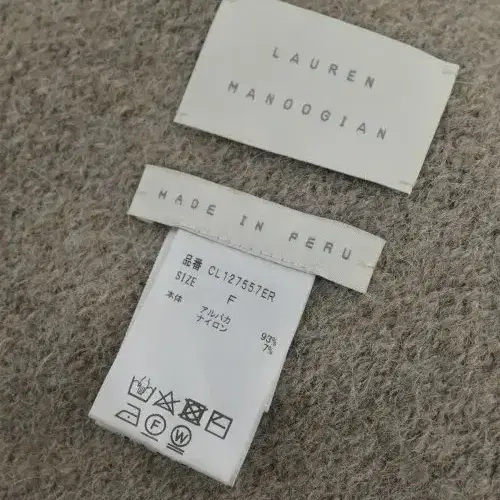 LAUREN
MANOOGIAN
MADE IN PERU
品番 CL127557ER
SIZE F
本体 アルパカ 93%
ナイロン 7%
F W